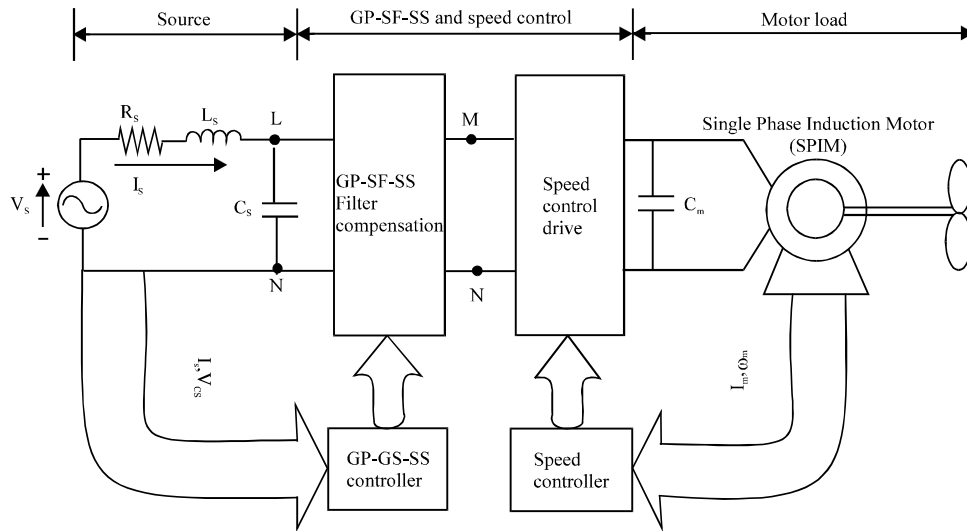 Source
GP-SF-SS and speed control
Motor load
Rs
Ls
L
M
Single Phase Induction Motor
(SPIM)
Is
+
Vs
−
Cs
GP-SF-SS
Filter
compensation
Speed
control
drive
Cm
N
N
Is,VCS
Im,ωm
GP-GS-SS
controller
Speed
controller